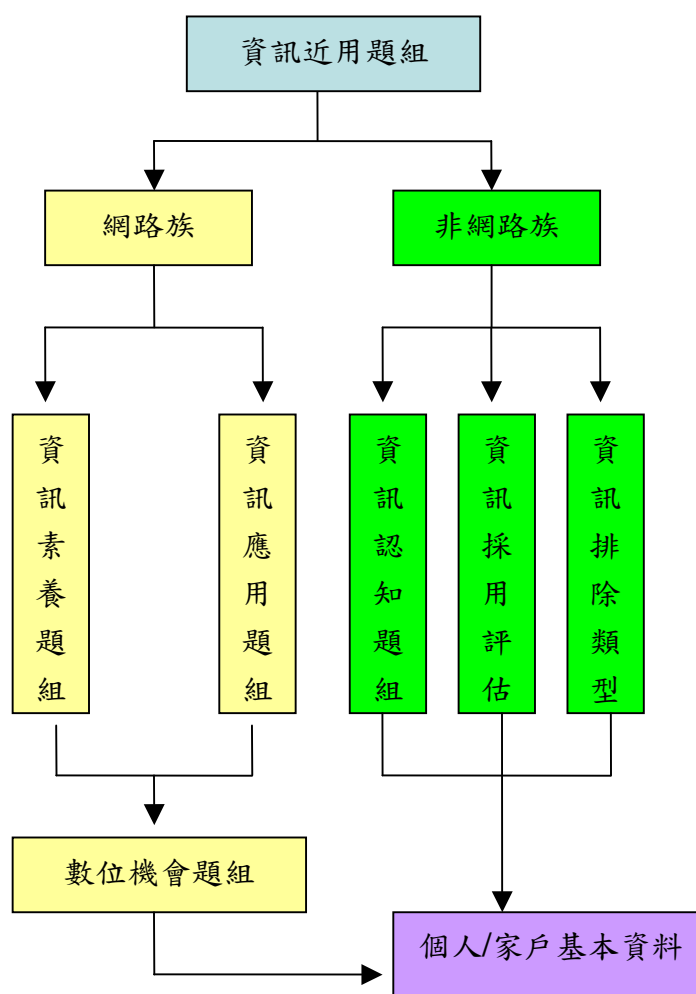 資訊近用題組
網路族
非網路族
資訊素養題組
資訊應用題組
資訊認知題組
資訊採用評估
資訊排除類型
數位機會題組
個人/家戶基本資料